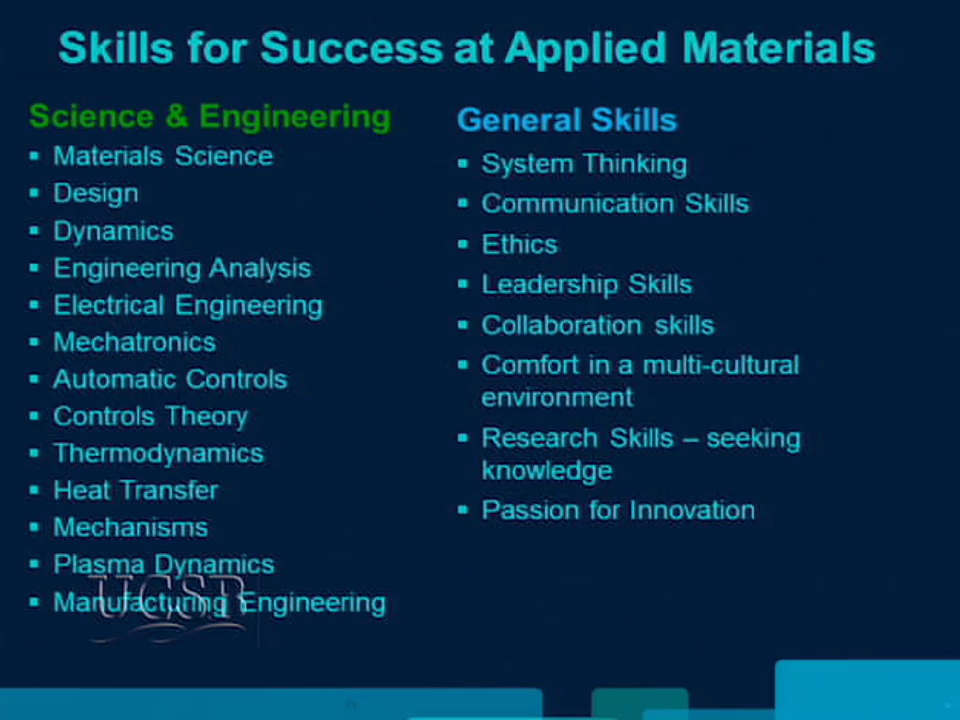 Skills for Success at Applied Materials
Science & Engineering
▪ Materials Science
▪ Design
▪ Dynamics
▪ Engineering Analysis
▪ Electrical Engineering
▪ Mechatronics
▪ Automatic Controls
▪ Controls Theory
▪ Thermodynamics
▪ Heat Transfer
▪ Mechanisms
▪ Plasma Dynamics
▪ Manufacturing Engineering
UCSB
General Skills
▪ System Thinking
▪ Communication Skills
▪ Ethics
▪ Leadership Skills
▪ Collaboration skills
▪ Comfort in a multi-cultural
environment
▪ Research Skills – seeking
knowledge
▪ Passion for Innovation